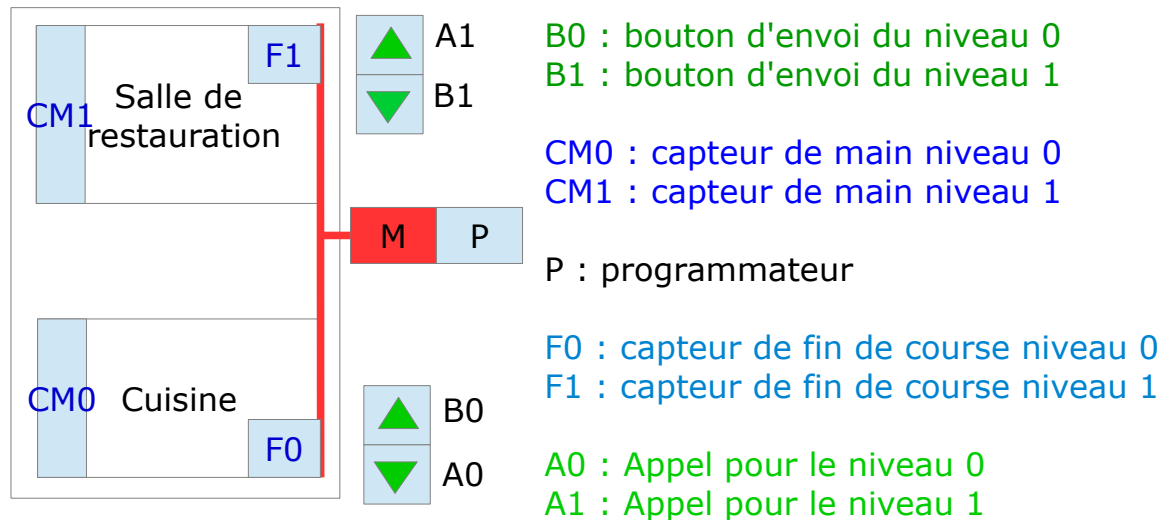 F1
CM1
Salle de
restauration
A1
B1
M
P
CM0
Cuisine
F0
B0
A0
B0 : bouton d'envoi du niveau 0
B1 : bouton d'envoi du niveau 1
CM0 : capteur de main niveau 0
CM1 : capteur de main niveau 1
P : programmateur
F0 : capteur de fin de course niveau 0
F1 : capteur de fin de course niveau 1
A0 : Appel pour le niveau 0
A1 : Appel pour le niveau 1